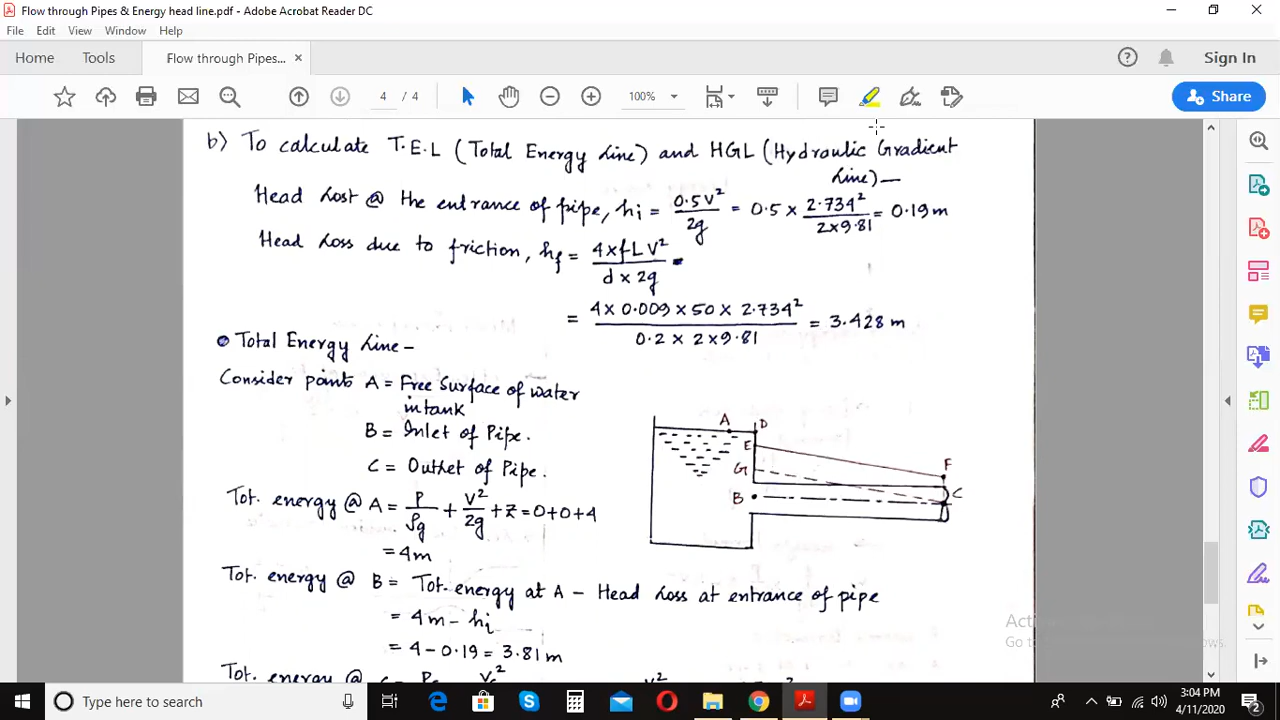 Flow through Pipes & Energy head line.pdf - Adobe Acrobat Reader DC
File Edit View Window Help
Home Tools Flow through Pipes... × Sign In
4 / 4 100% Share
b) To calculate T.E.L (Total Energy Line) and HGL (Hydraulic Gradient
Line)—
Head Lost @ the entrance of pipe, hi = 0.5v²/2g = 0.5 × 2.734²/2×9.81 = 0.19 m
Head Loss due to friction, hf = 4×fLV²/d×2g
= 4×0.009×50×2.734²/0.2×2×9.81 = 3.428 m
Total Energy Line –
Consider points A = Free Surface of water
in tank
B = Inlet of Pipe.
C = Outlet of Pipe.
A D
E
G F
B C
Tot. energy @ A = P/ρg + V²/2g + Z = 0+0+4
= 4m
Tot. energy @ B = Tot. energy at A – Head Loss at entrance of pipe
= 4m – hi
= 4 – 0.19 = 3.81 m
Type here to search
3:04 PM
4/11/2020
2